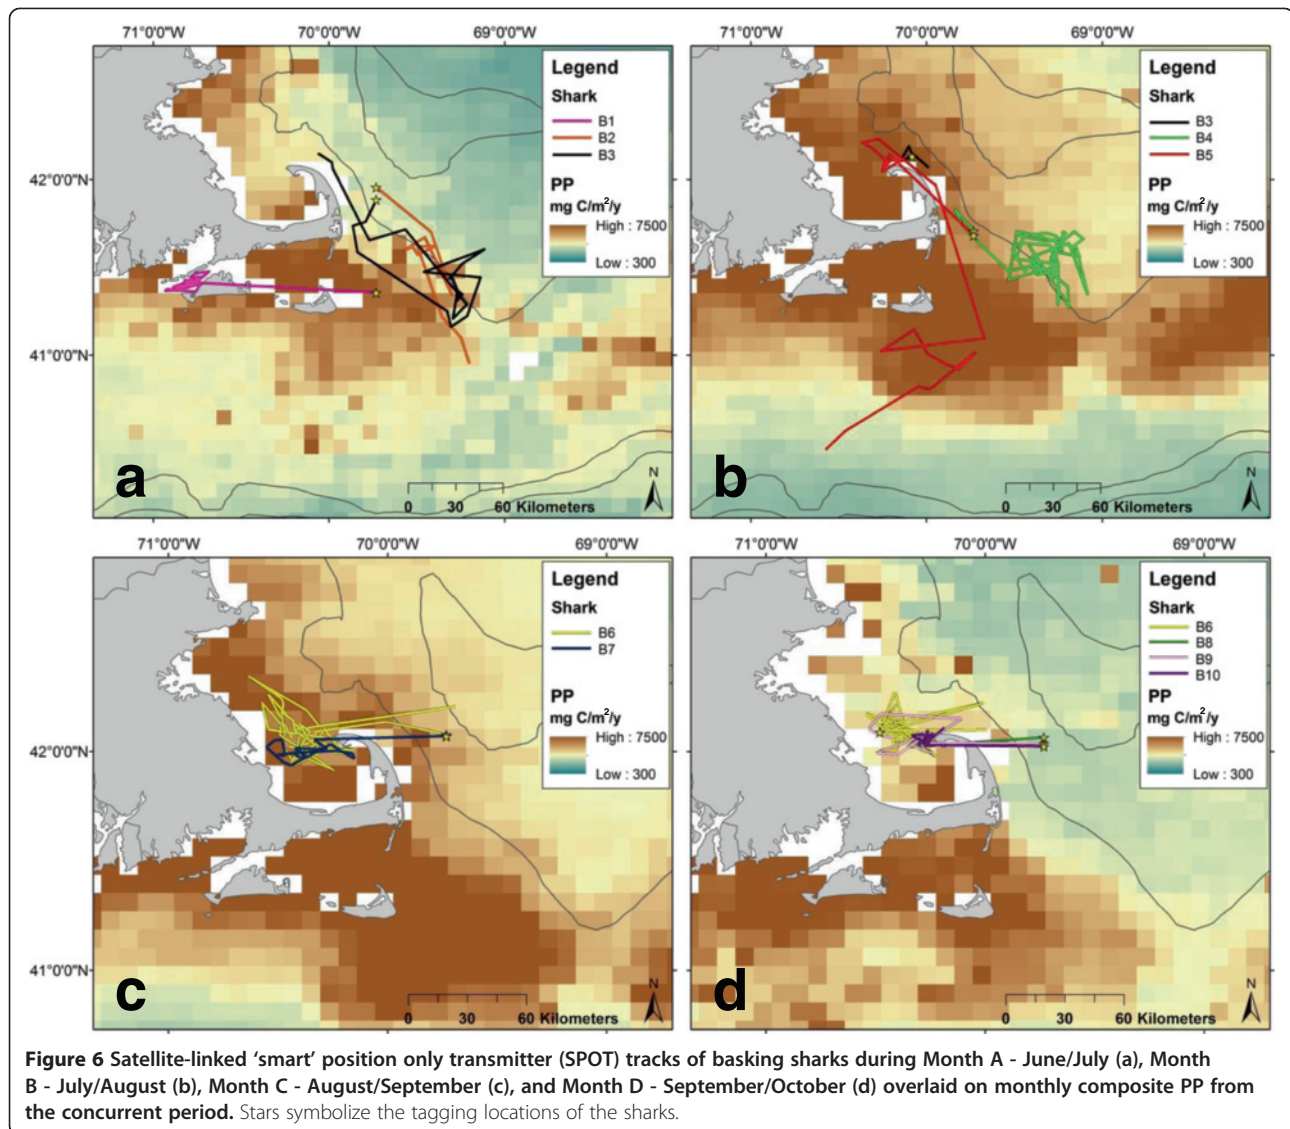 71°0'0"W 70°0'0"W 69°0'0"W
42°0'0"N
41°0'0"N
Legend
Shark
B1
B2
B3
PP
mg C/m²/y
High : 7500
Low : 300
a
0 30 60 Kilometers
N
71°0'0"W 70°0'0"W 69°0'0"W
Legend
Shark
B3
B4
B5
PP
mg C/m²/y
High : 7500
Low : 300
b
0 30 60 Kilometers
N
71°0'0"W 70°0'0"W 69°0'0"W
42°0'0"N
41°0'0"N
Legend
Shark
B6
B7
PP
mg C/m²/y
High : 7500
Low : 300
c
0 30 60 Kilometers
N
71°0'0"W 70°0'0"W 69°0'0"W
Legend
Shark
B6
B8
B9
B10
PP
mg C/m²/y
High : 7500
Low : 300
d
0 30 60 Kilometers
N
Figure 6 Satellite-linked ‘smart’ position only transmitter (SPOT) tracks of basking sharks during Month A - June/July (a), Month
B - July/August (b), Month C - August/September (c), and Month D - September/October (d) overlaid on monthly composite PP from
the concurrent period. Stars symbolize the tagging locations of the sharks.